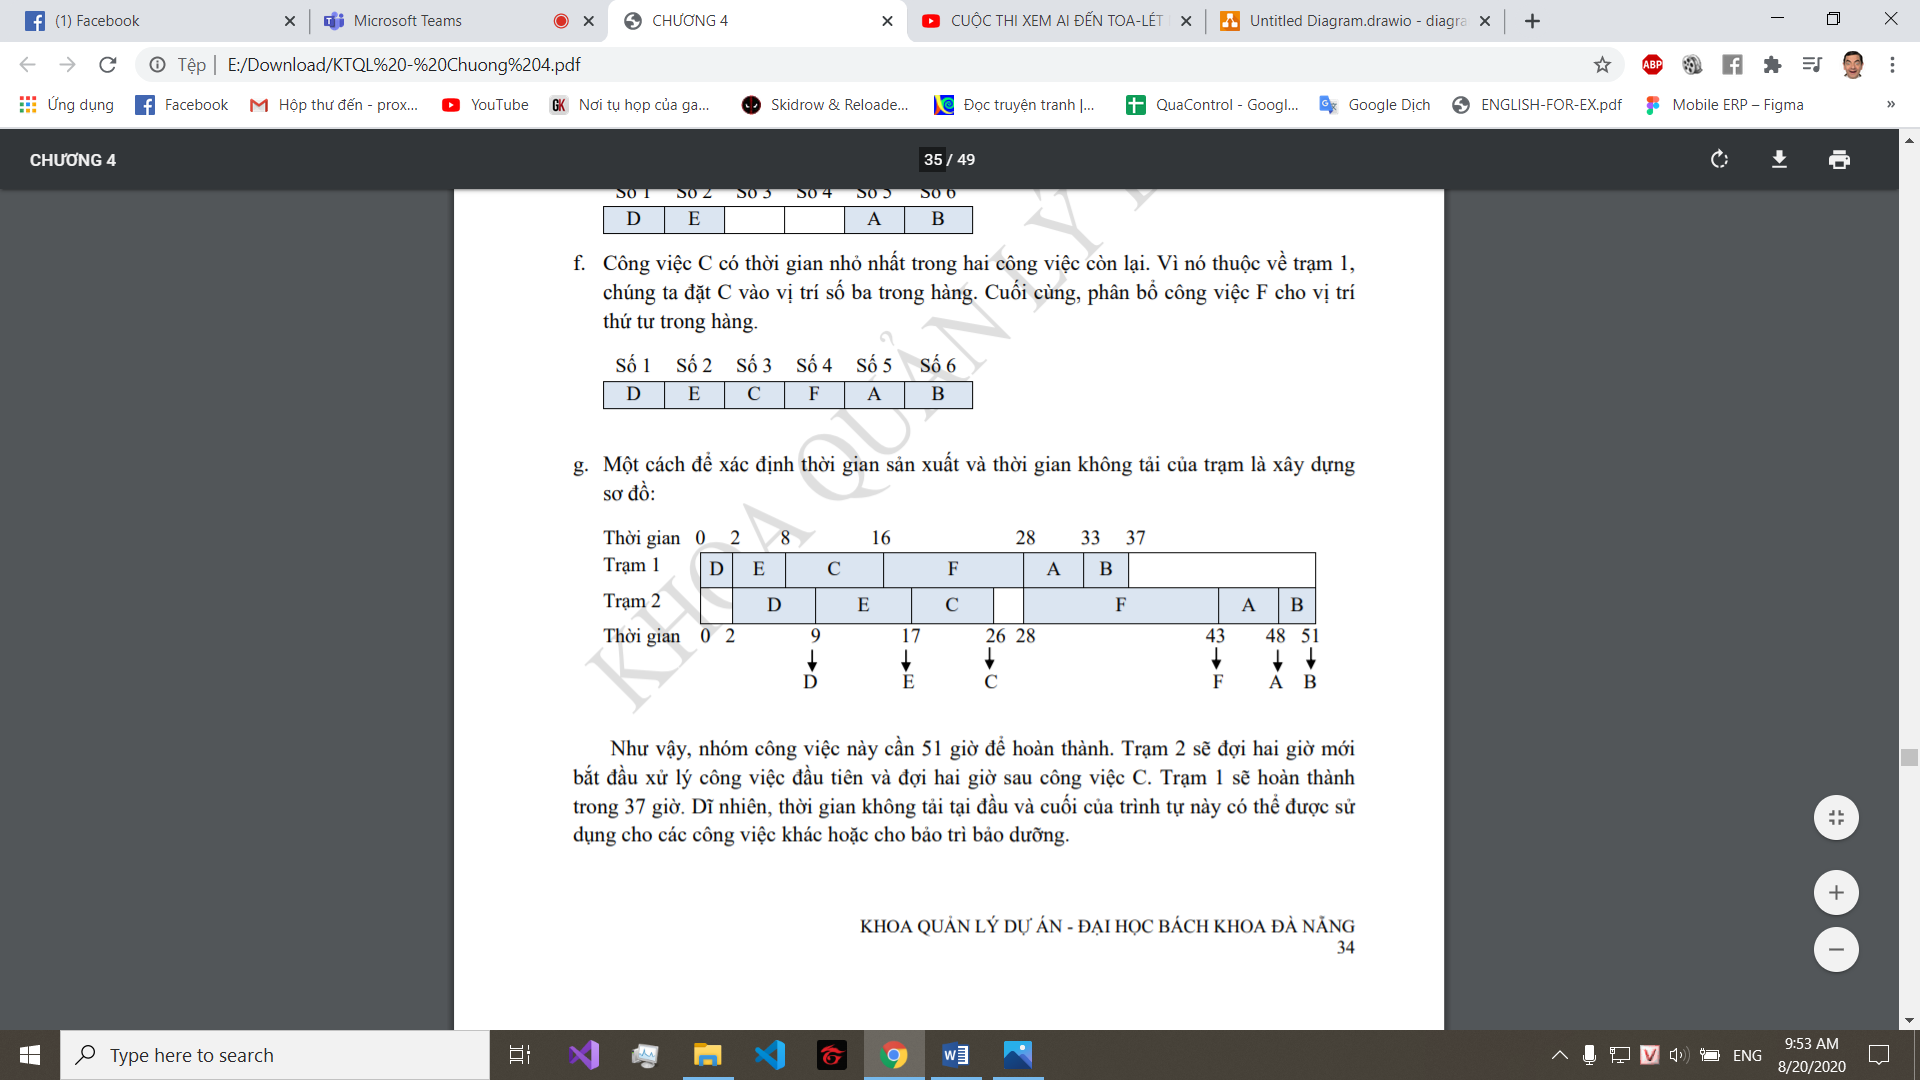 (1) Facebook
Microsoft Teams
CHƯƠNG 4
CUỘC THI XEM AI ĐẾN TOA-LÉT
Untitled Diagram.drawio - diagra
Tệp
E:/Download/KTQL%20-%20Chuong%204.pdf
ABP
Ứng dụng
Facebook
Hộp thư đến - prox...
YouTube
GK
Nơi tụ họp của ga...
Skidrow & Reloade...
Đọc truyện tranh |...
QuaControl - Googl...
Google Dịch
ENGLISH-FOR-EX.pdf
Mobile ERP – Figma
»
CHƯƠNG 4
35 / 49
Số 1 Số 2 Số 3 Số 4 Số 5 Số 6
D E A B
f. Công việc C có thời gian nhỏ nhất trong hai công việc còn lại. Vì nó thuộc về trạm 1,
chúng ta đặt C vào vị trí số ba trong hàng. Cuối cùng, phân bổ công việc F cho vị trí
thứ tư trong hàng.
Số 1 Số 2 Số 3 Số 4 Số 5 Số 6
D E C F A B
g. Một cách để xác định thời gian sản xuất và thời gian không tải của trạm là xây dựng
sơ đồ:
Thời gian 0 2 8 16 28 33 37
Trạm 1 D E C F A B
Trạm 2 D E C F A B
Thời gian 0 2 9 17 26 28 43 48 51
D E C F A B
Như vậy, nhóm công việc này cần 51 giờ để hoàn thành. Trạm 2 sẽ đợi hai giờ mới
bắt đầu xử lý công việc đầu tiên và đợi hai giờ sau công việc C. Trạm 1 sẽ hoàn thành
trong 37 giờ. Dĩ nhiên, thời gian không tải tại đầu và cuối của trình tự này có thể được sử
dụng cho các công việc khác hoặc cho bảo trì bảo dưỡng.
KHOA QUẢN LÝ DỰ ÁN - ĐẠI HỌC BÁCH KHOA ĐÀ NẴNG
34
KHOA QUẢN LÝ
Type here to search
ENG
9:53 AM
8/20/2020